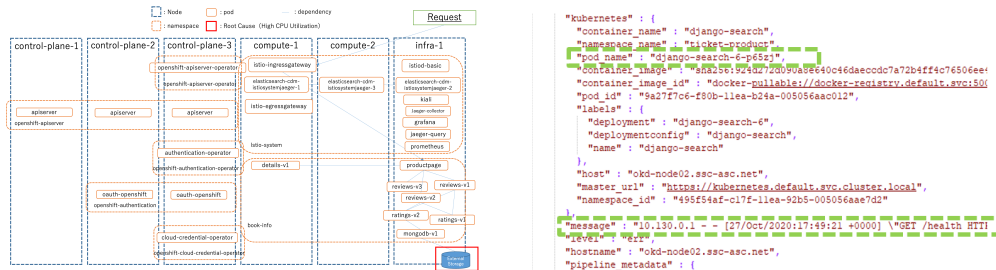 : Node
: pod
: dependency
: namespace
: Root Cause (High CPU Utilization)
Request
control-plane-1
control-plane-2
control-plane-3
compute-1
compute-2
infra-1
openshift-apiserver-operator
istio-ingressgateway
istiod-basic
openshift-apiserver-operator
elasticsearch-cdm-
istiosystemjaeger-1
elasticsearch-cdm-
istiosystemjaeger-3
elasticsearch-cdm-
istiosystemjaeger-2
kiali
istio-egressgateway
jaeger-collector
apiserver
apiserver
apiserver
grafana
openshift-apiserver
jaeger-query
istio-system
prometheus
authentication-operator
openshift-authentication-operator
details-v1
productpage
reviews-v3
reviews-v1
oauth-openshift
oauth-openshift
reviews-v2
openshift-authentication
ratings-v2
ratings-v1
book-info
cloud-credential-operator
mongodb-v1
openshift-cloud-credential-operator
External
Storage
"kubernetes" : {
"container_name" : "django-search",
"namespace_name" : "ticket-product",
"pod_name" : "django-search-6-p65zj",
"container_image" :
"container_image_id" : "docker-pullable://docker-registry.default.svc:500
"pod_id" : "9a27f7c6-f80b-11ea-b24a-005056aac012",
"labels" : {
"deployment" : "django-search-6",
"deploymentconfig" : "django-search",
"name" : "django-search"
},
"host" : "okd-node02.ssc-asc.net",
"master_url" : "https://kubernetes.default.svc.cluster.local",
"namespace_id" : "495f54af-c17f-11ea-92b5-005056aae7d2"
},
"message" : "10.130.0.1 - - [27/Oct/2020:17:49:21 +0000] \"GET /health HTTP
"level" : "err",
"hostname" : "okd-node02.ssc-asc.net",
"pipeline_metadata" : {